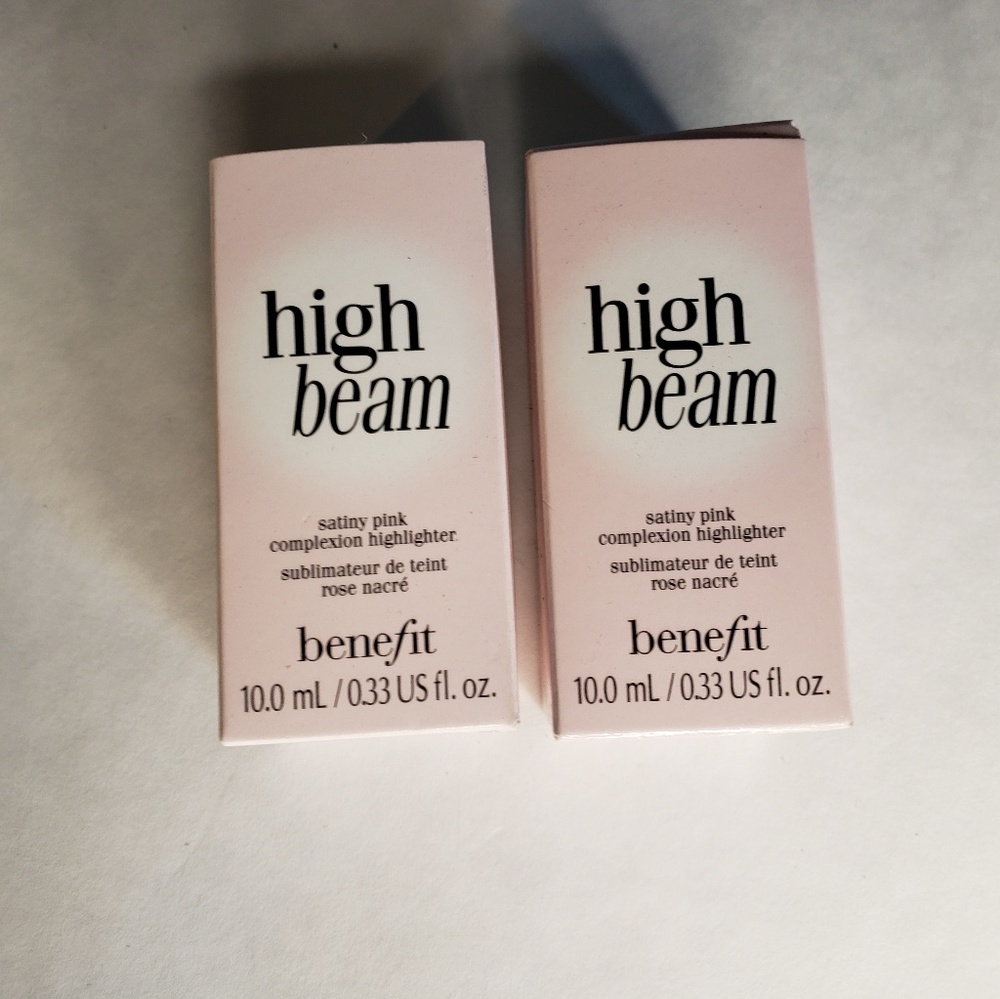 high
beam
satiny pink
complexion highlighter
sublimateur de teint
rose nacré
benefit
10.0 mL / 0.33 US fl. oz.
high
beam
satiny pink
complexion highlighter
sublimateur de teint
rose nacré
benefit
10.0 mL / 0.33 US fl. oz.